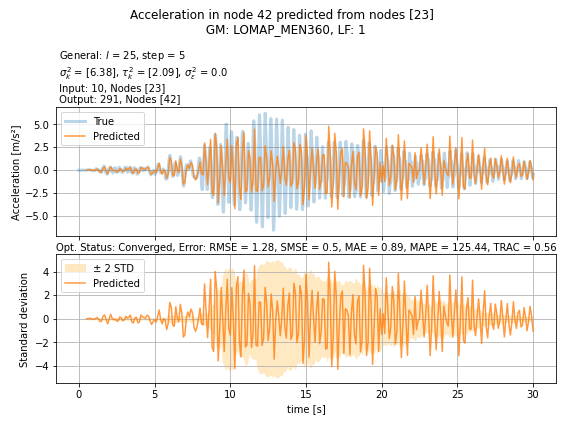 Acceleration in node 42 predicted from nodes [23]
GM: LOMAP_MEN360, LF: 1
General: l = 25, step = 5
σ_k² = [6.38], τ_k² = [2.09], σ_ε² = 0.0
Input: 10, Nodes [23]
Output: 291, Nodes [42]
True
Predicted
5.0
2.5
0.0
−2.5
−5.0
Acceleration [m/s²]
Opt. Status: Converged, Error: RMSE = 1.28, SMSE = 0.5, MAE = 0.89, MAPE = 125.44, TRAC = 0.56
± 2 STD
Predicted
4
2
0
−2
−4
Standard deviation
0 5 10 15 20 25 30
time [s]